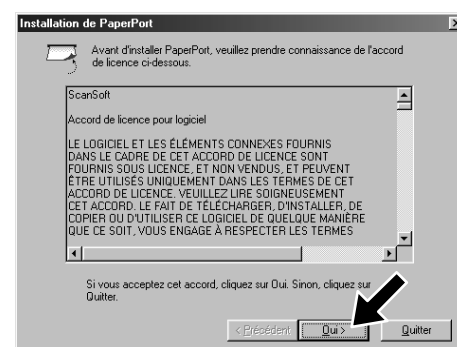 Installation de PaperPort
Avant d'installer PaperPort, veuillez prendre connaissance de l'accord
de licence ci-dessous.
ScanSoft
Accord de licence pour logiciel
LE LOGICIEL ET LES ÉLÉMENTS CONNEXES FOURNIS
DANS LE CADRE DE CET ACCORD DE LICENCE SONT
FOURNIS SOUS LICENCE, ET NON VENDUS, ET PEUVENT
ÊTRE UTILISÉS UNIQUEMENT DANS LES TERMES DE CET
ACCORD DE LICENCE. VEUILLEZ LIRE SOIGNEUSEMENT
CET ACCORD. LE FAIT DE TÉLÉCHARGER, D'INSTALLER, DE
COPIER OU D'UTILISER CE LOGICIEL DE QUELQUE MANIÈRE
QUE CE SOIT, VOUS ENGAGE À RESPECTER LES TERMES
Si vous acceptez cet accord, cliquez sur Oui. Sinon, cliquez sur
Quitter.
< Précédent Oui > Quitter